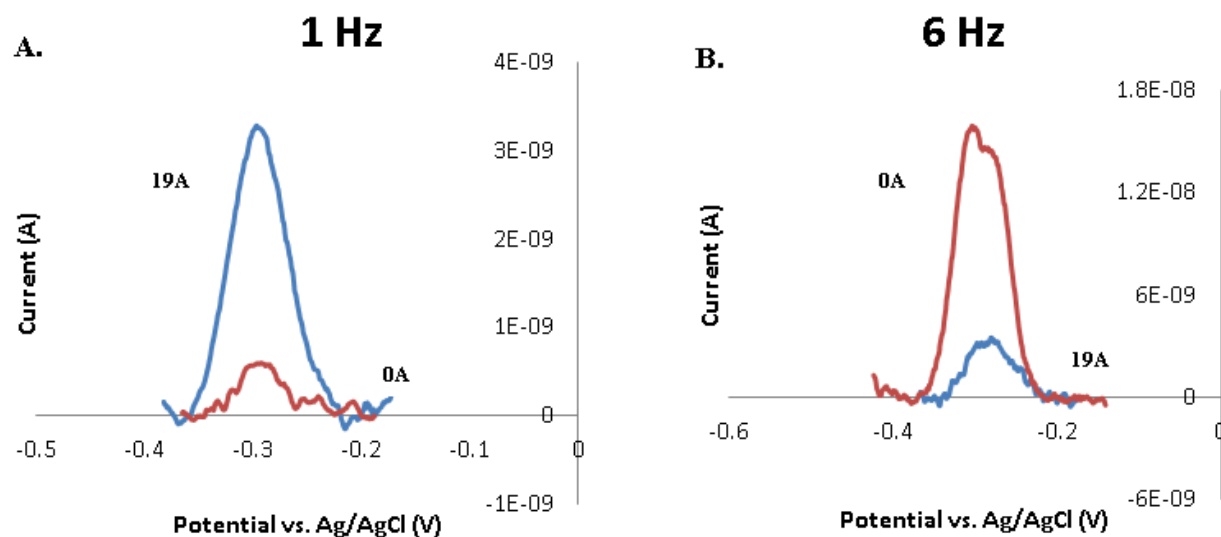 A.
1 Hz
4E-09
3E-09
2E-09
1E-09
0
-1E-09
19A
0A
Current (A)
-0.5
-0.4
-0.3
-0.2
-0.1
0
Potential vs. Ag/AgCl (V)
B.
6 Hz
1.8E-08
1.2E-08
6E-09
0
-6E-09
0A
19A
Current (A)
-0.6
-0.4
-0.2
0
Potential vs. Ag/AgCl (V)